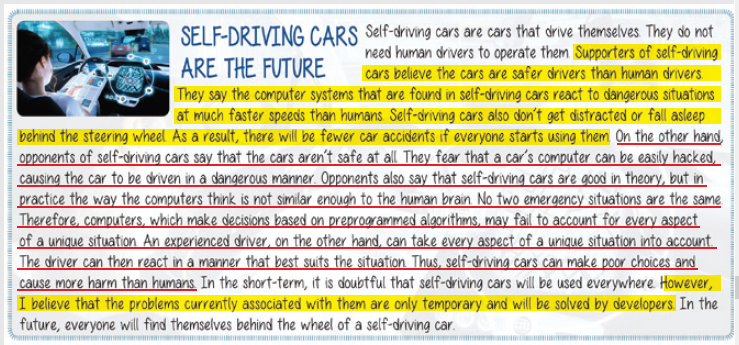 SELF-DRIVING CARS
ARE THE FUTURE
Self-driving cars are cars that drive themselves. They do not
need human drivers to operate them. Supporters of self-driving
cars believe the cars are safer drivers than human drivers.
They say the computer systems that are found in self-driving cars react to dangerous situations
at much faster speeds than humans. Self-driving cars also don't get distracted or fall asleep
behind the steering wheel. As a result, there will be fewer car accidents if everyone starts using them. On the other hand,
opponents of self-driving cars say that the cars aren't safe at all. They fear that a car's computer can be easily hacked,
causing the car to be driven in a dangerous manner. Opponents also say that self-driving cars are good in theory, but in
practice the way the computers think is not similar enough to the human brain. No two emergency situations are the same.
Therefore, computers, which make decisions based on preprogrammed algorithms, may fail to account for every aspect
of a unique situation. An experienced driver, on the other hand, can take every aspect of a unique situation into account.
The driver can then react in a manner that best suits the situation. Thus, self-driving cars can make poor choices and
cause more harm than humans. In the short-term, it is doubtful that self-driving cars will be used everywhere. However,
I believe that the problems currently associated with them are only temporary and will be solved by developers. In the
future, everyone will find themselves behind the wheel of a self-driving car.